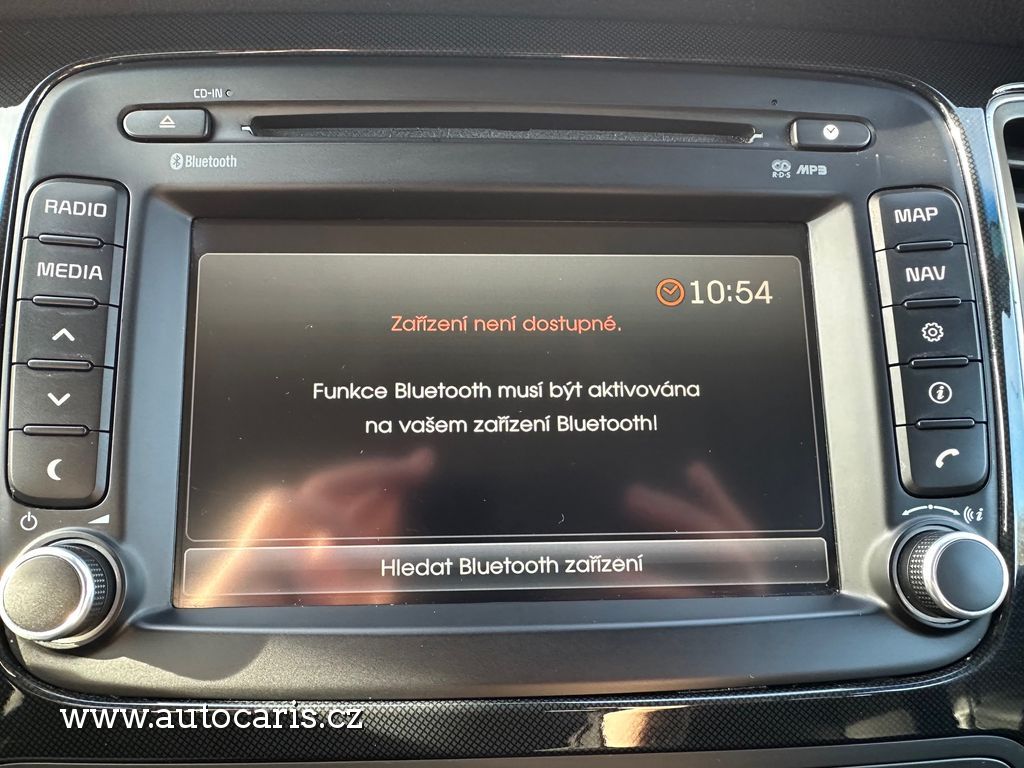 CD-IN
Bluetooth
R·D·S MP3
RADIO
MEDIA
MAP
NAV
10:54
Zařízení není dostupné.
Funkce Bluetooth musí být aktivována
na vašem zařízení Bluetooth!
Hledat Bluetooth zařízení
www.autocaris.cz